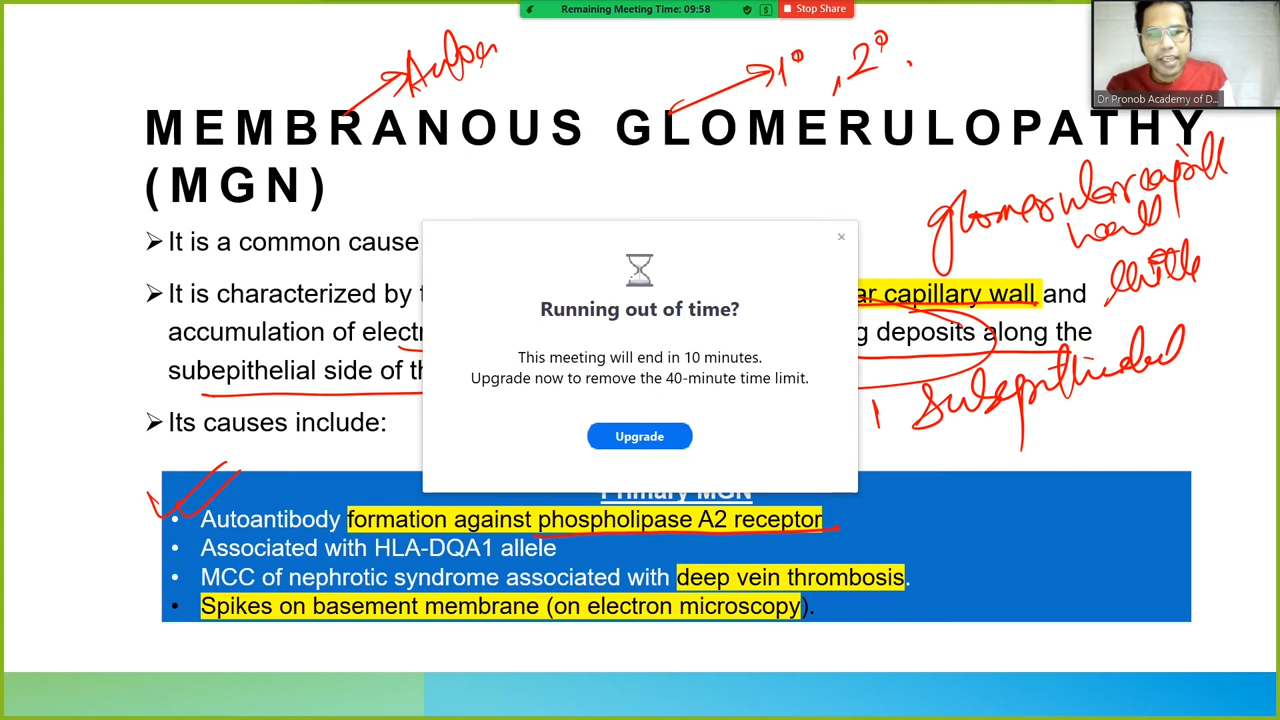 Remaining Meeting Time: 09:58
Stop Share
Dr Pronob Academy of D...
1° , 2°
MEMBRANOUS GLOMERULOPATHY
(MGN)
glomerular capill
wall
➢ It is a common cause
➢ It is characterized by t
ar capillary wall and
accumulation of electr
g deposits along the
subepithelial side of th
➢ Its causes include:
Running out of time?
This meeting will end in 10 minutes.
Upgrade now to remove the 40-minute time limit.
Upgrade
Primary MGN
• Autoantibody formation against phospholipase A2 receptor
• Associated with HLA-DQA1 allele
• MCC of nephrotic syndrome associated with deep vein thrombosis.
• Spikes on basement membrane (on electron microscopy).